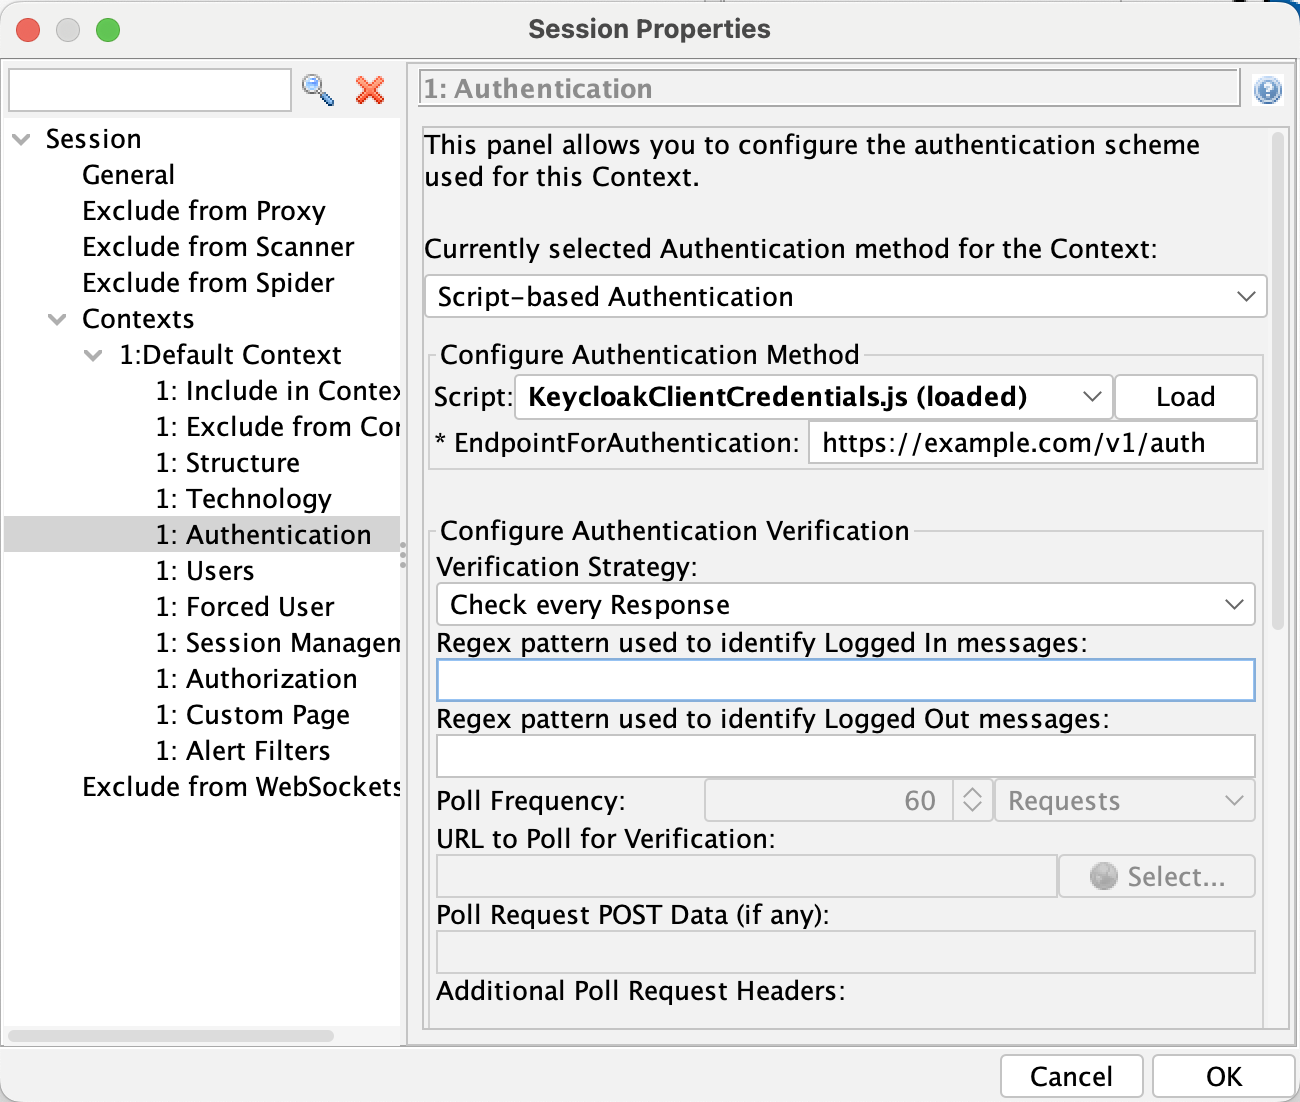 Session Properties
Session
General
Exclude from Proxy
Exclude from Scanner
Exclude from Spider
Contexts
1:Default Context
1: Include in Contex
1: Exclude from Cor
1: Structure
1: Technology
1: Authentication
1: Users
1: Forced User
1: Session Managem
1: Authorization
1: Custom Page
1: Alert Filters
Exclude from WebSockets
1: Authentication
This panel allows you to configure the authentication scheme
used for this Context.
Currently selected Authentication method for the Context:
Script-based Authentication
Configure Authentication Method
Script: KeycloakClientCredentials.js (loaded) Load
* EndpointForAuthentication: https://example.com/v1/auth
Configure Authentication Verification
Verification Strategy:
Check every Response
Regex pattern used to identify Logged In messages:
Regex pattern used to identify Logged Out messages:
Poll Frequency: 60 Requests
URL to Poll for Verification:
Select...
Poll Request POST Data (if any):
Additional Poll Request Headers:
Cancel OK